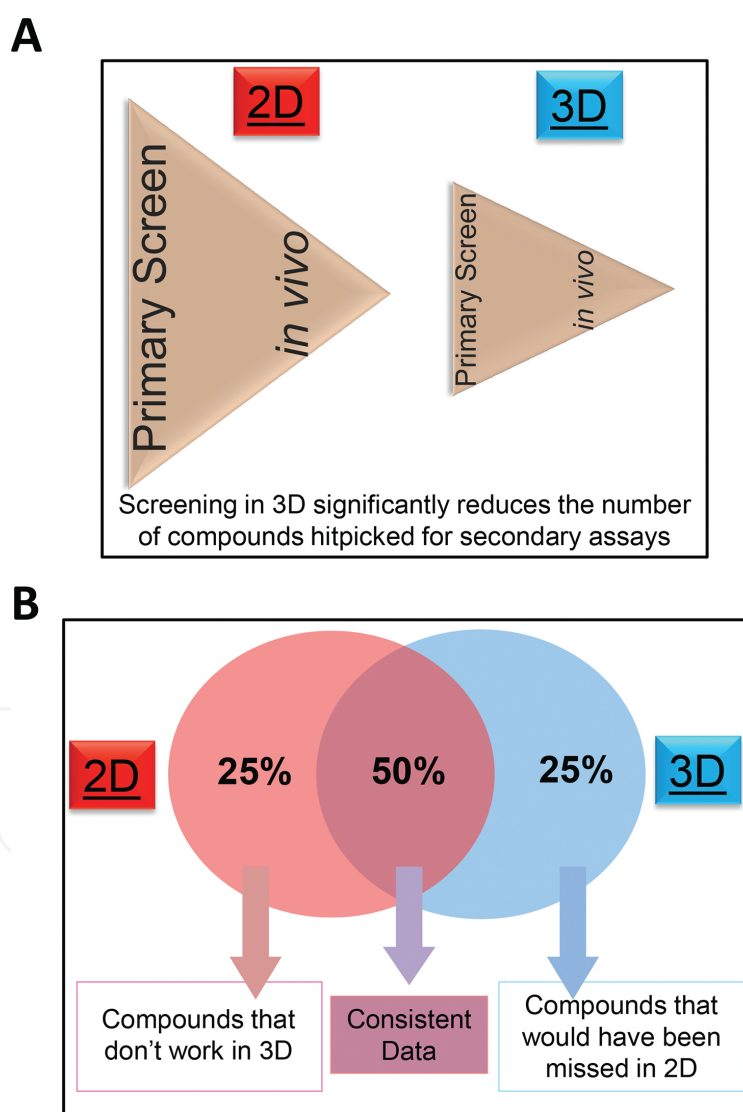 A
2D
3D
Primary Screen
in vivo
Primary Screen
in vivo
Screening in 3D significantly reduces the number
of compounds hitpicked for secondary assays
B
2D
25%
50%
25%
3D
Compounds that
don't work in 3D
Consistent
Data
Compounds that
would have been
missed in 2D